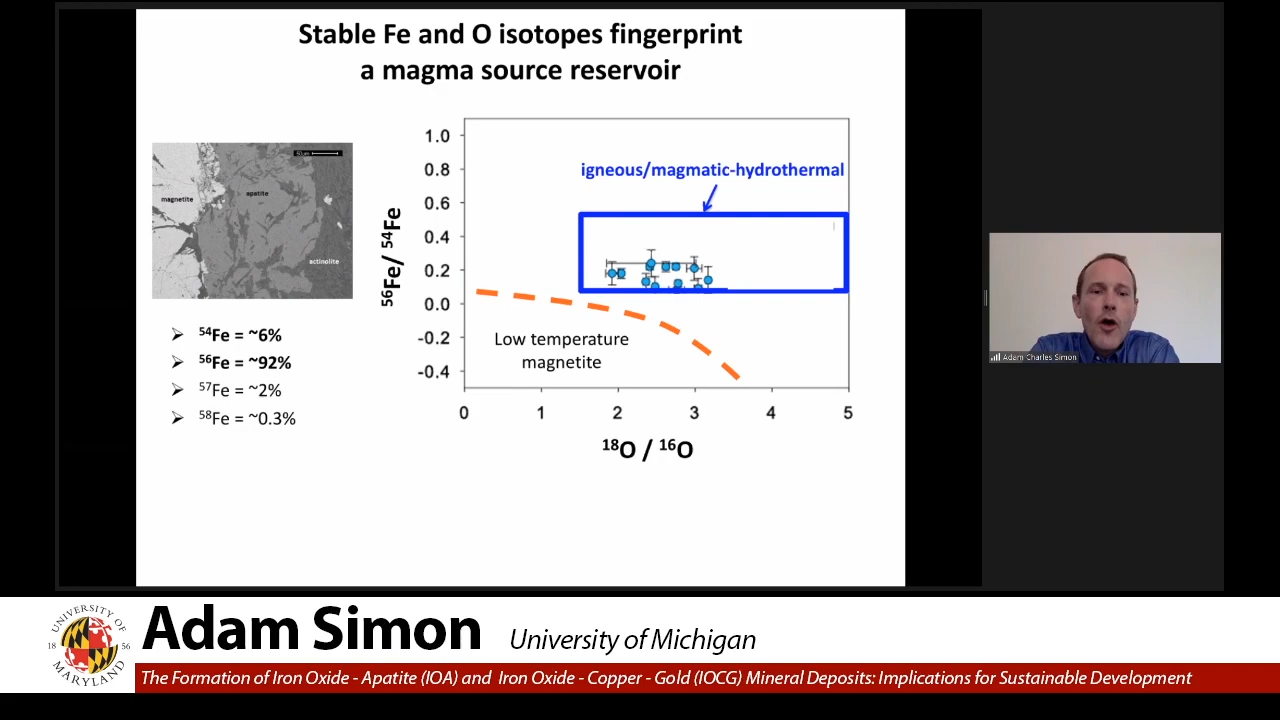 Stable Fe and O isotopes fingerprint
a magma source reservoir
magnetite
apatite
actinolite
⁵⁴Fe = ~6%
⁵⁶Fe = ~92%
⁵⁷Fe = ~2%
⁵⁸Fe = ~0.3%
⁵⁶Fe/ ⁵⁴Fe
1.0
0.8
0.6
0.4
0.2
0.0
-0.2
-0.4
igneous/magmatic-hydrothermal
Low temperature
magnetite
0 1 2 3 4 5
¹⁸O / ¹⁶O
Adam Charles Simon
UNIVERSITY OF
18 56
MARYLAND
Adam Simon University of Michigan
The Formation of Iron Oxide - Apatite (IOA) and Iron Oxide - Copper - Gold (IOCG) Mineral Deposits: Implications for Sustainable Development